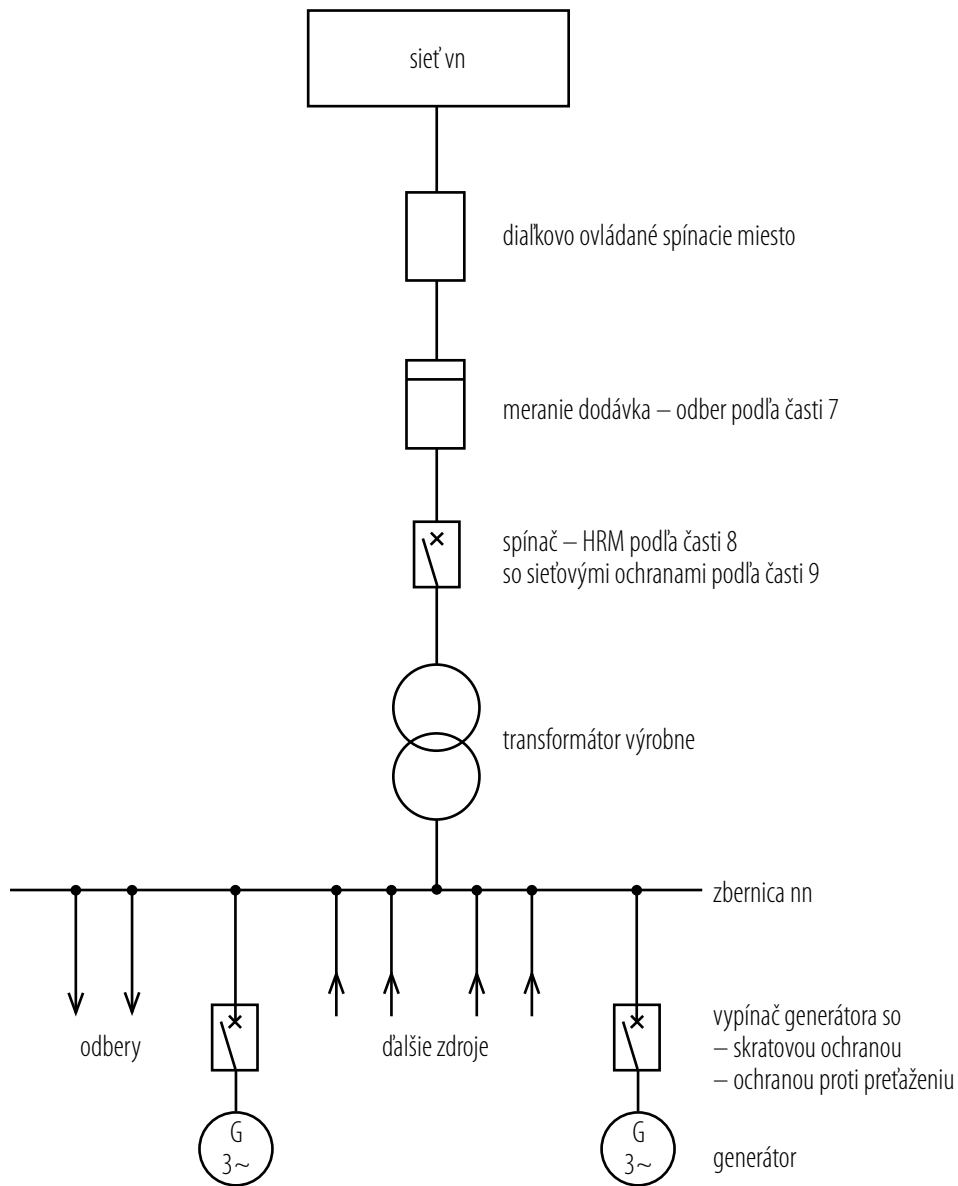 sieť vn
diaľkovo ovládané spínacie miesto
meranie dodávka – odber podľa časti 7
spínač – HRM podľa časti 8
so sieťovými ochranami podľa časti 9
transformátor výrobne
zbernica nn
odbery
ďalšie zdroje
vypínač generátora so
– skratovou ochranou
– ochranou proti preťaženiu
G
3~
G
3~
generátor